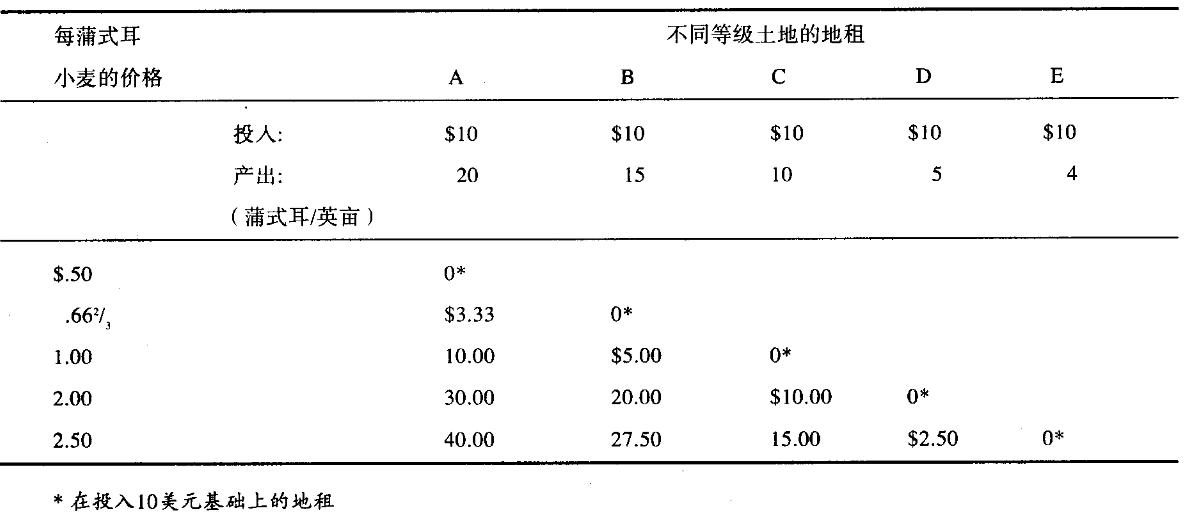 每蒲式耳 不同等级土地的地租
小麦的价格 A B C D E
投入: $10 $10 $10 $10 $10
产出: 20 15 10 5 4
（蒲式耳/英亩）
$.50 0*
.66²/₃ $3.33 0*
1.00 10.00 $5.00 0*
2.00 30.00 20.00 $10.00 0*
2.50 40.00 27.50 15.00 $2.50 0*
* 在投入10美元基础上的地租